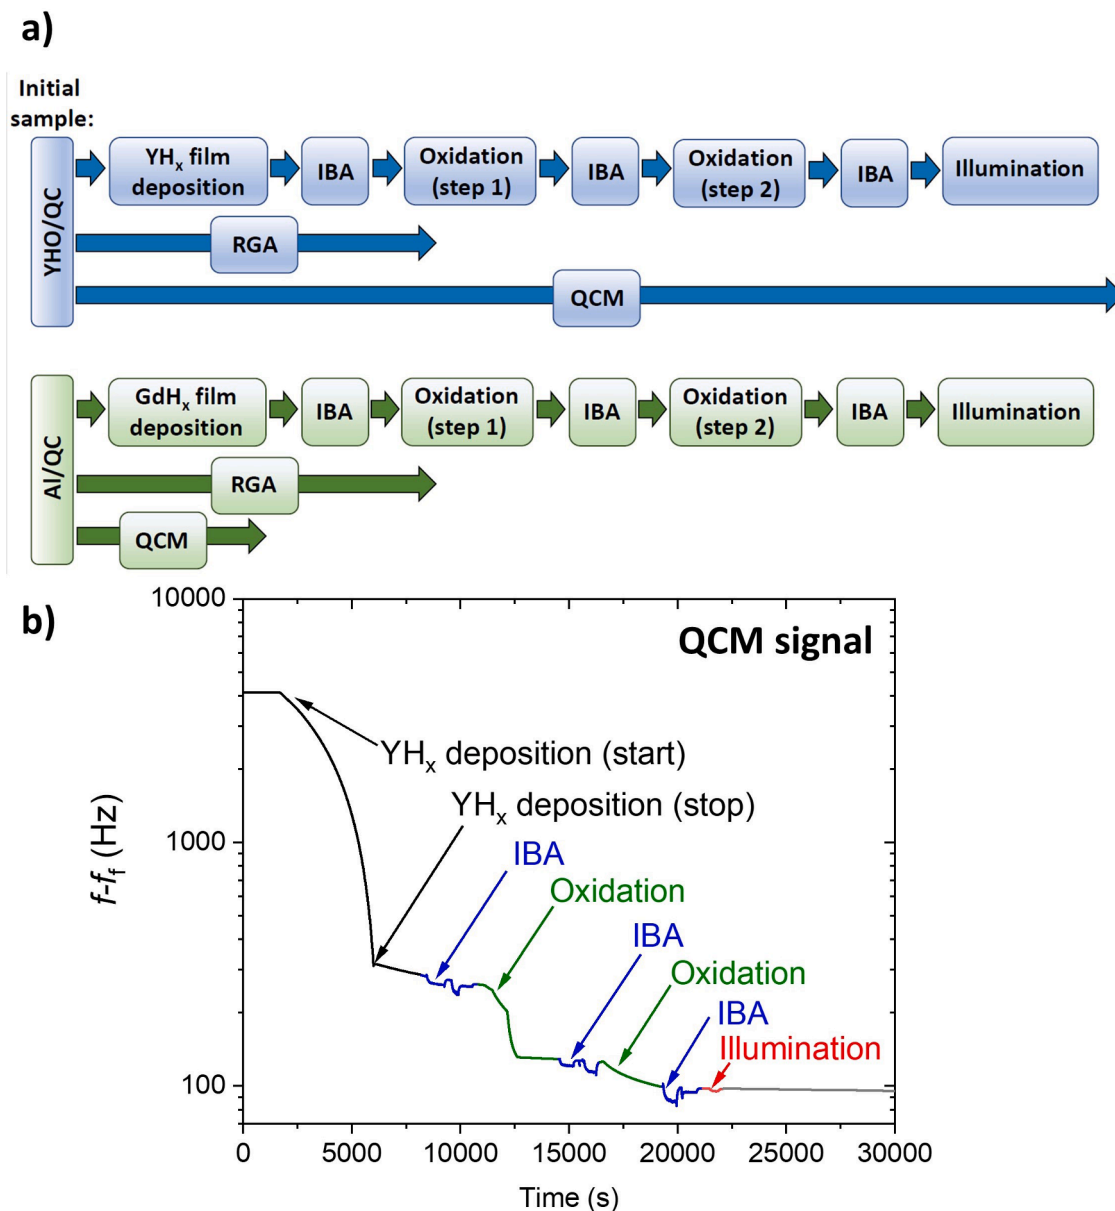 a)
Initial
sample:
YHO/QC
YHₓ film
deposition
IBA
Oxidation
(step 1)
IBA
Oxidation
(step 2)
IBA
Illumination
RGA
QCM
Al/QC
GdHₓ film
deposition
IBA
Oxidation
(step 1)
IBA
Oxidation
(step 2)
IBA
Illumination
RGA
QCM
b)
QCM signal
10000
1000
100
f-f_f (Hz)
YHₓ deposition (start)
YHₓ deposition (stop)
IBA
Oxidation
IBA
Oxidation
IBA
Illumination
0 5000 10000 15000 20000 25000 30000
Time (s)